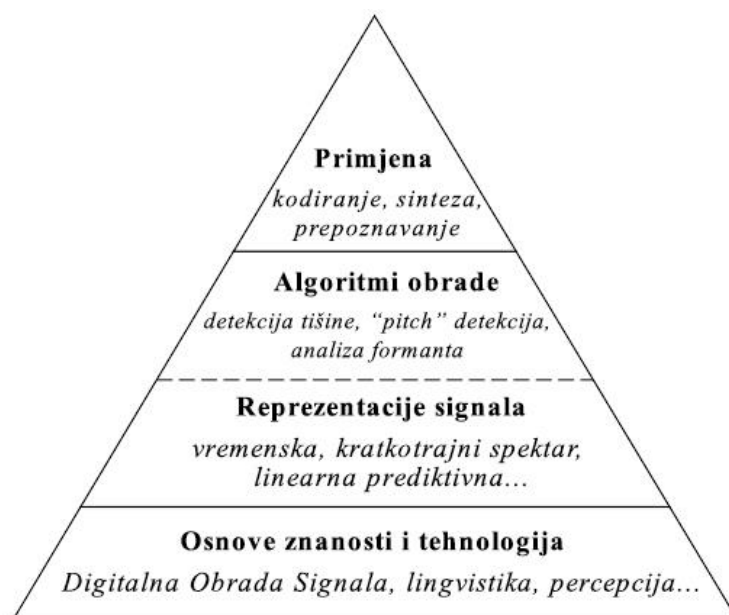 Primjena
kodiranje, sinteza,
prepoznavanje
Algoritmi obrade
detekcija tišine, “pitch” detekcija,
analiza formanta
Reprezentacije signala
vremenska, kratkotrajni spektar,
linearna prediktivna...
Osnove znanosti i tehnologija
Digitalna Obrada Signala, lingvistika, percepcija...